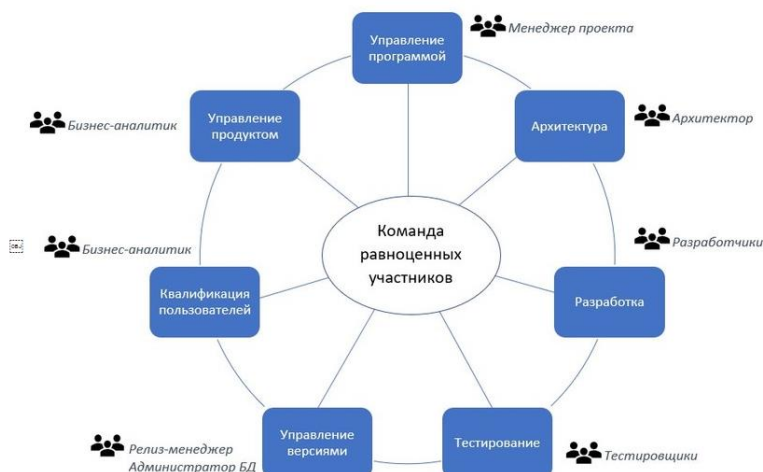 Управление
программой
Менеджер проекта
Бизнес-аналитик
Управление
продуктом
Архитектура
Архитектор
Команда
равноценных
участников
Бизнес-аналитик
Разработчики
Квалификация
пользователей
Разработка
Релиз-менеджер
Администратор БД
Управление
версиями
Тестирование
Тестировщики